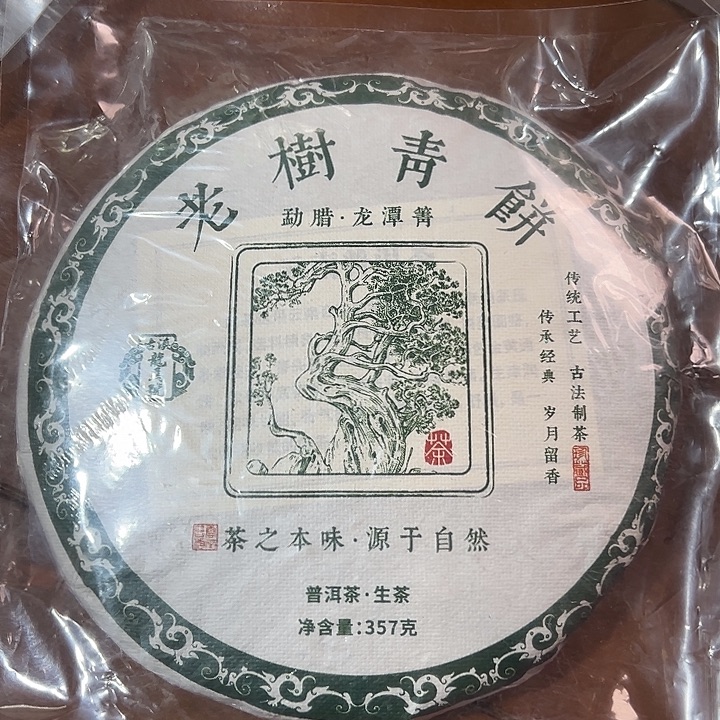 老樹青餅
勐腊·龙潭箐
传统工艺 古法制茶
传承经典 岁月留香
茶
茶之本味·源于自然
普洱茶·生茶
净含量:357克